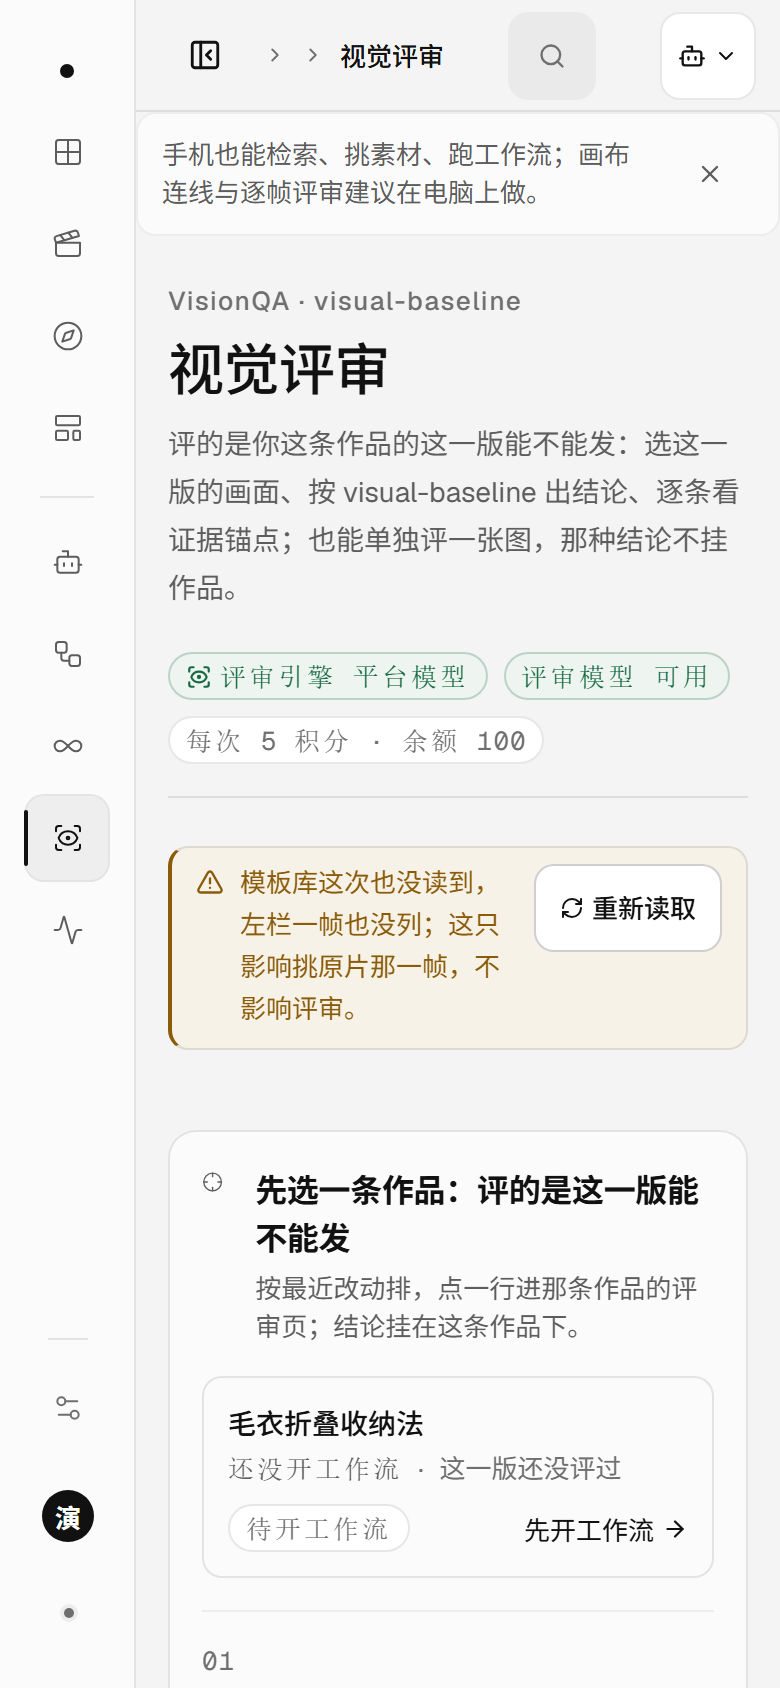 视觉评审
手机也能检索、挑素材、跑工作流；画布
连线与逐帧评审建议在电脑上做。
VisionQA · visual-baseline
视觉评审
评的是你这条作品的这一版能不能发：选这一
版的画面、按 visual-baseline 出结论、逐条看
证据锚点；也能单独评一张图，那种结论不挂
作品。
评审引擎 平台模型
评审模型 可用
每次 5 积分 · 余额 100
模板库这次也没读到，
左栏一帧也没列；这只
影响挑原片那一帧，不
影响评审。
重新读取
先选一条作品：评的是这一版能
不能发
按最近改动排，点一行进那条作品的评
审页；结论挂在这条作品下。
毛衣折叠收纳法
还没开工作流 · 这一版还没评过
待开工作流
先开工作流
演
01